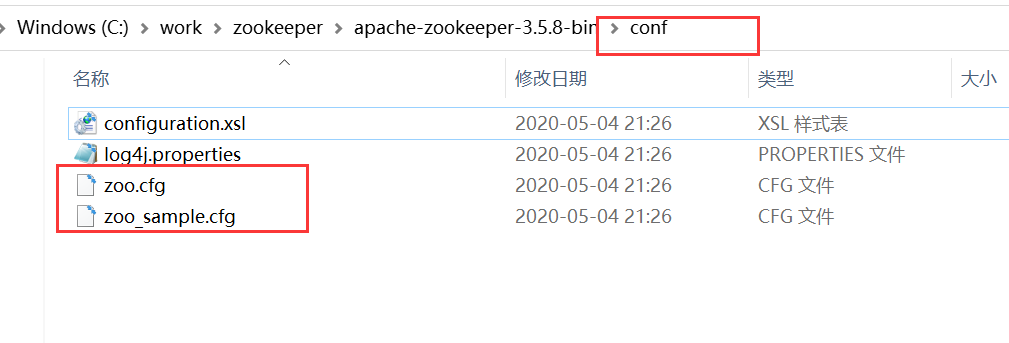 Windows (C:) work zookeeper apache-zookeeper-3.5.8-bin conf
名称 修改日期 类型 大小
configuration.xsl 2020-05-04 21:26 XSL 样式表
log4j.properties 2020-05-04 21:26 PROPERTIES 文件
zoo.cfg 2020-05-04 21:26 CFG 文件
zoo_sample.cfg 2020-05-04 21:26 CFG 文件